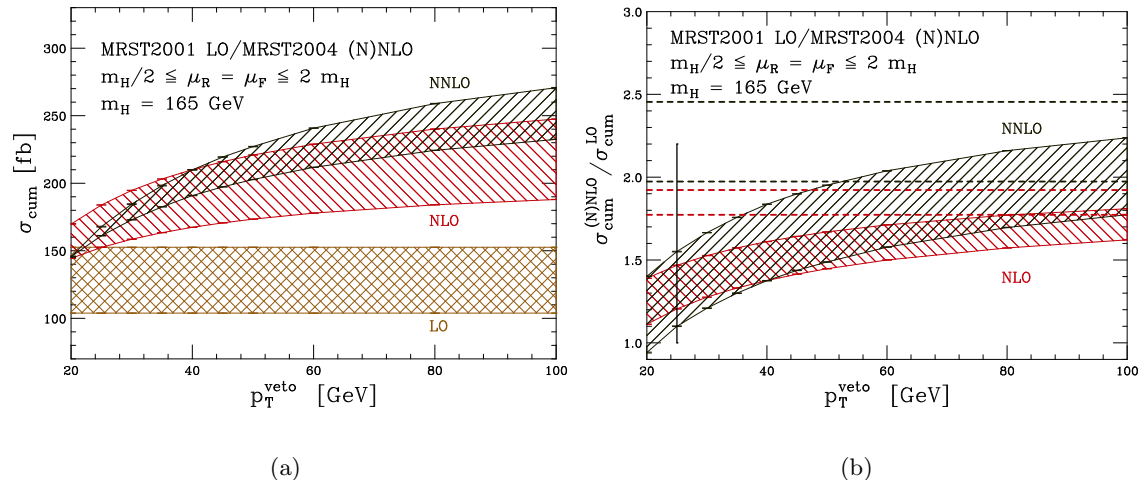 MRST2001 LO/MRST2004 (N)NLO
m_H/2 ≤ μ_R = μ_F ≤ 2 m_H
m_H = 165 GeV
NNLO
NLO
LO
300
250
200
150
100
σ_cum [fb]
20 40 60 80 100
p_T^veto [GeV]
(a)
MRST2001 LO/MRST2004 (N)NLO
m_H/2 ≤ μ_R = μ_F ≤ 2 m_H
m_H = 165 GeV
NNLO
NLO
3.0
2.5
2.0
1.5
1.0
σ_cum^(N)NLO / σ_cum^LO
20 40 60 80 100
p_T^veto [GeV]
(b)